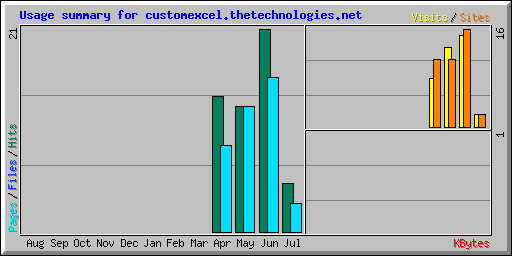 Usage summary for customexcel.thetechnologies.net
Visits/Sites
21
16
1
Pages/Files/Hits
Aug Sep Oct Nov Dec Jan Feb Mar Apr May Jun Jul
KBytes